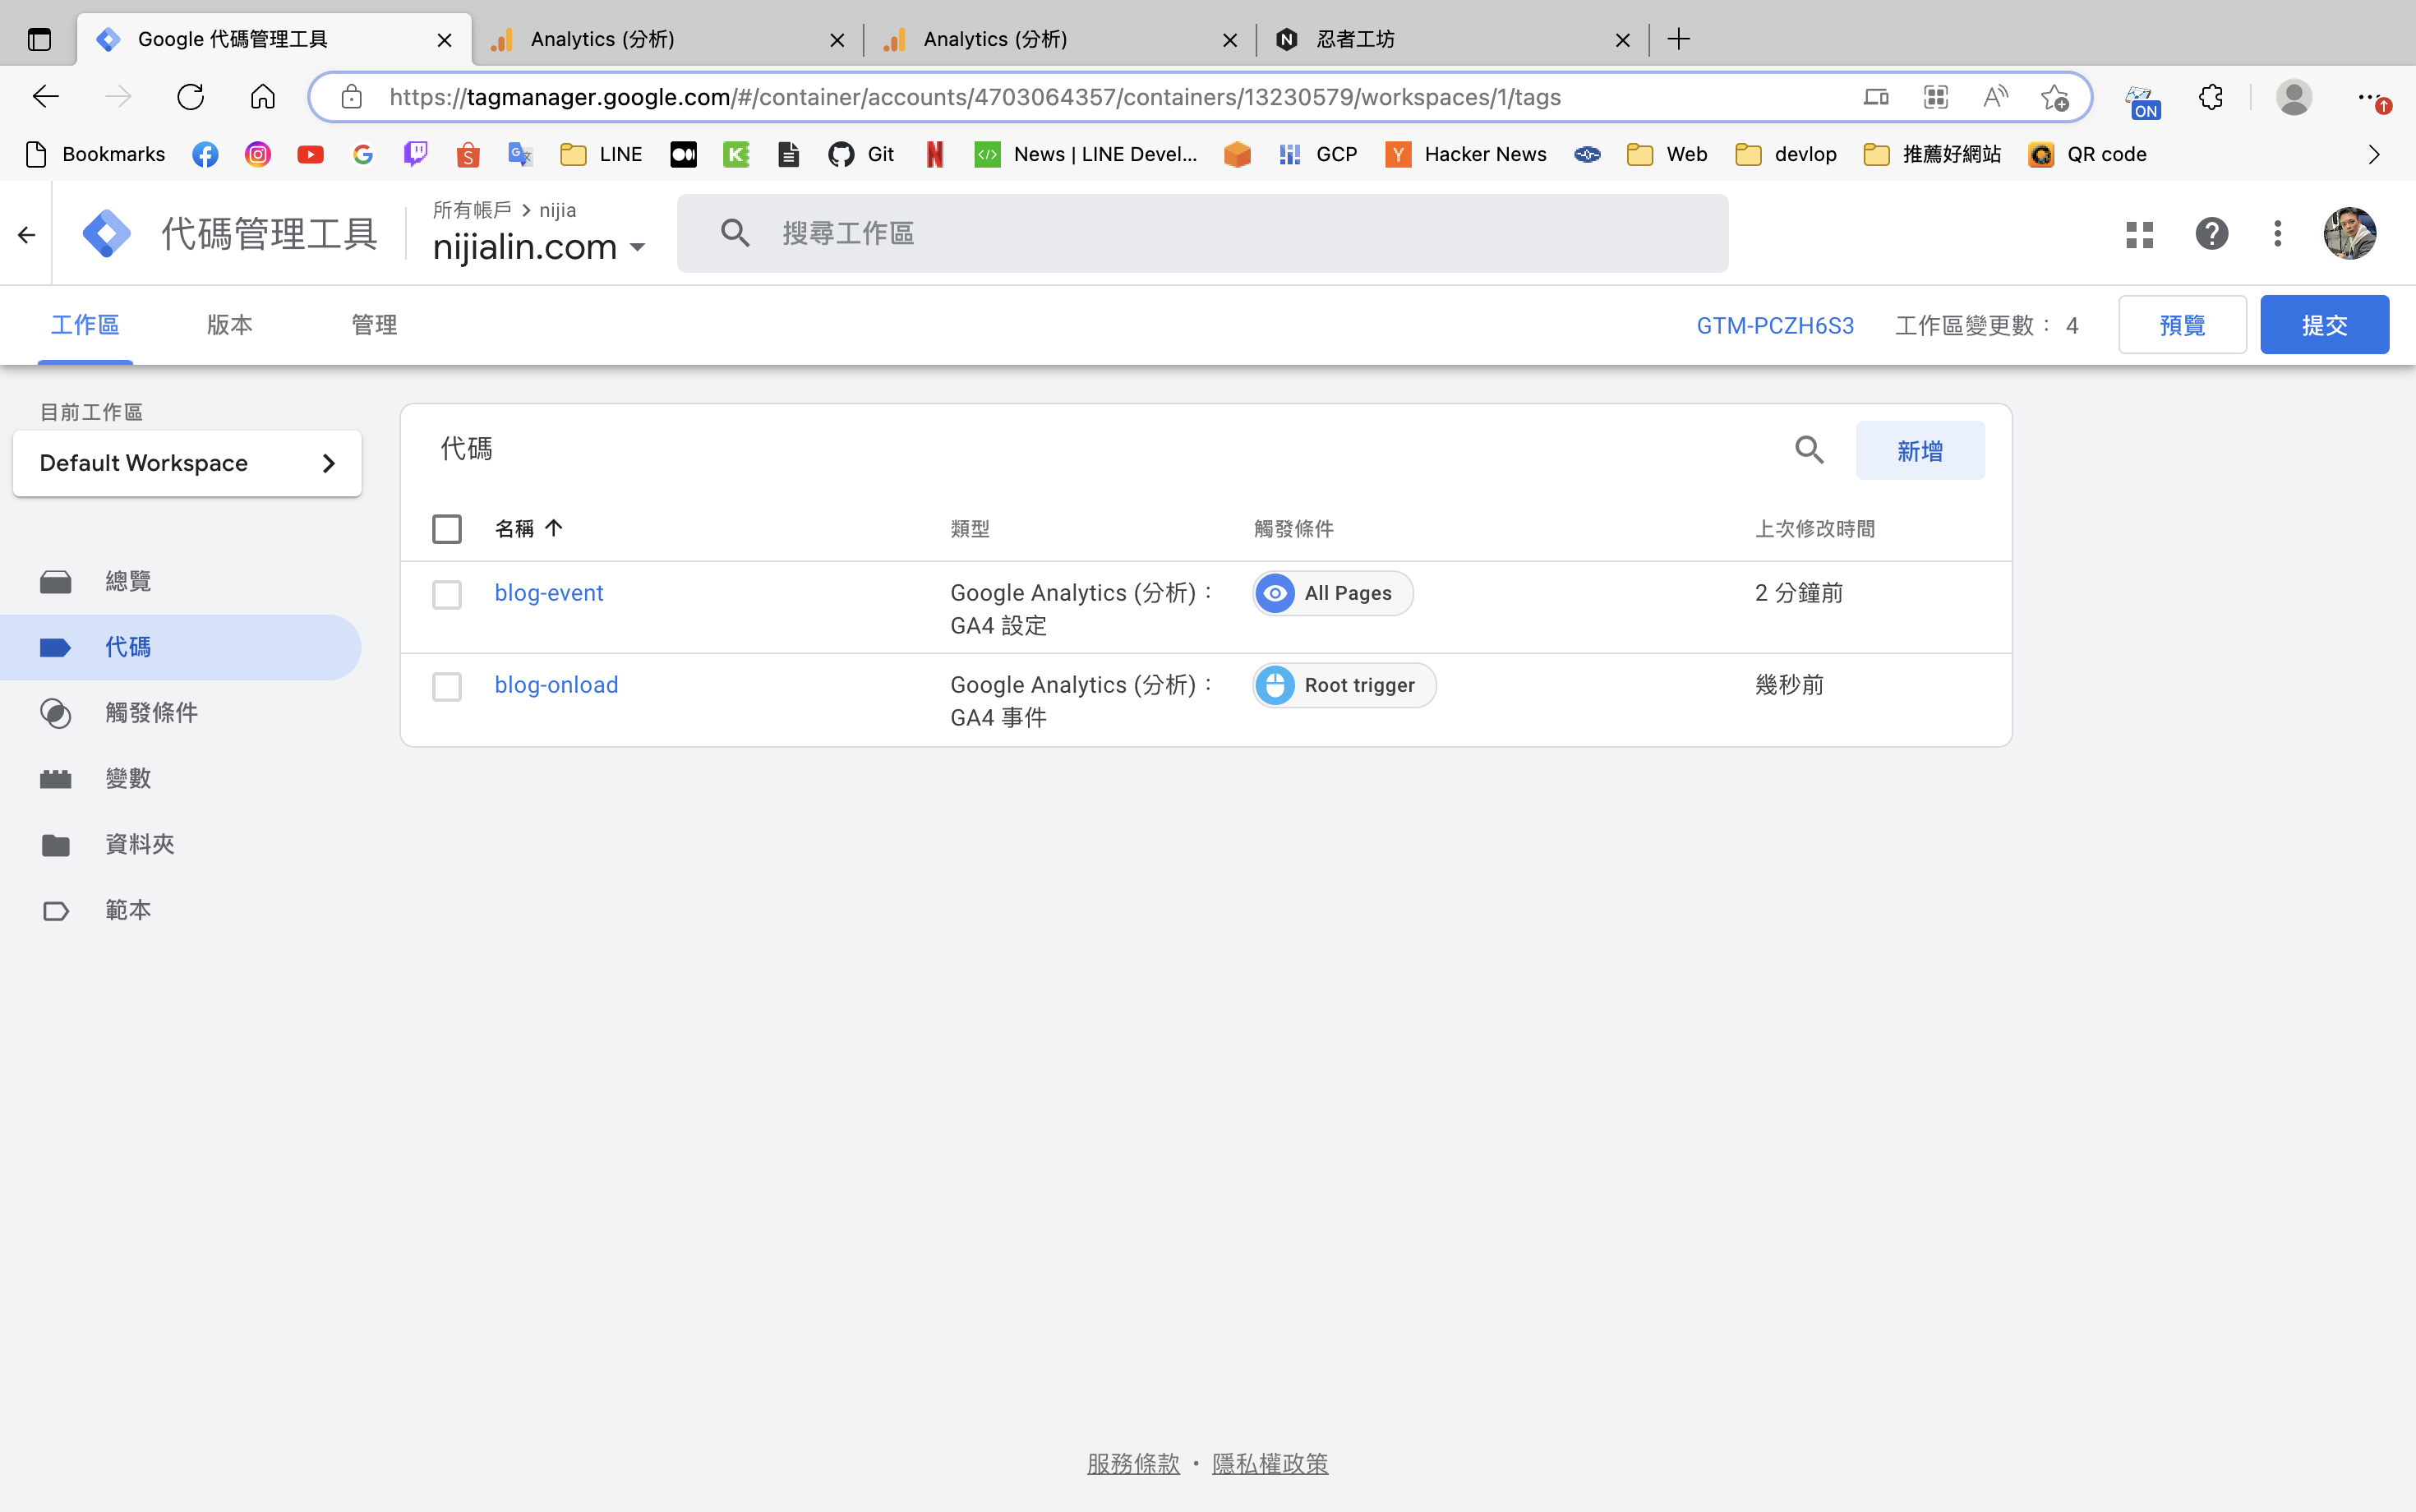 Google 代碼管理工具
Analytics (分析)
Analytics (分析)
忍者工坊
https://tagmanager.google.com/#/container/accounts/4703064357/containers/13230579/workspaces/1/tags
ON
Bookmarks
LINE
Git
News | LINE Devel...
GCP
Hacker News
Web
devlop
推薦好網站
QR code
代碼管理工具
所有帳戶 > nijia
nijialin.com
搜尋工作區
工作區
版本
管理
GTM-PCZH6S3
工作區變更數： 4
預覽
提交
目前工作區
Default Workspace
總覽
代碼
觸發條件
變數
資料夾
範本
代碼
新增
名稱
類型
觸發條件
上次修改時間
blog-event
Google Analytics (分析)：
GA4 設定
All Pages
2 分鐘前
blog-onload
Google Analytics (分析)：
GA4 事件
Root trigger
幾秒前
服務條款 • 隱私權政策